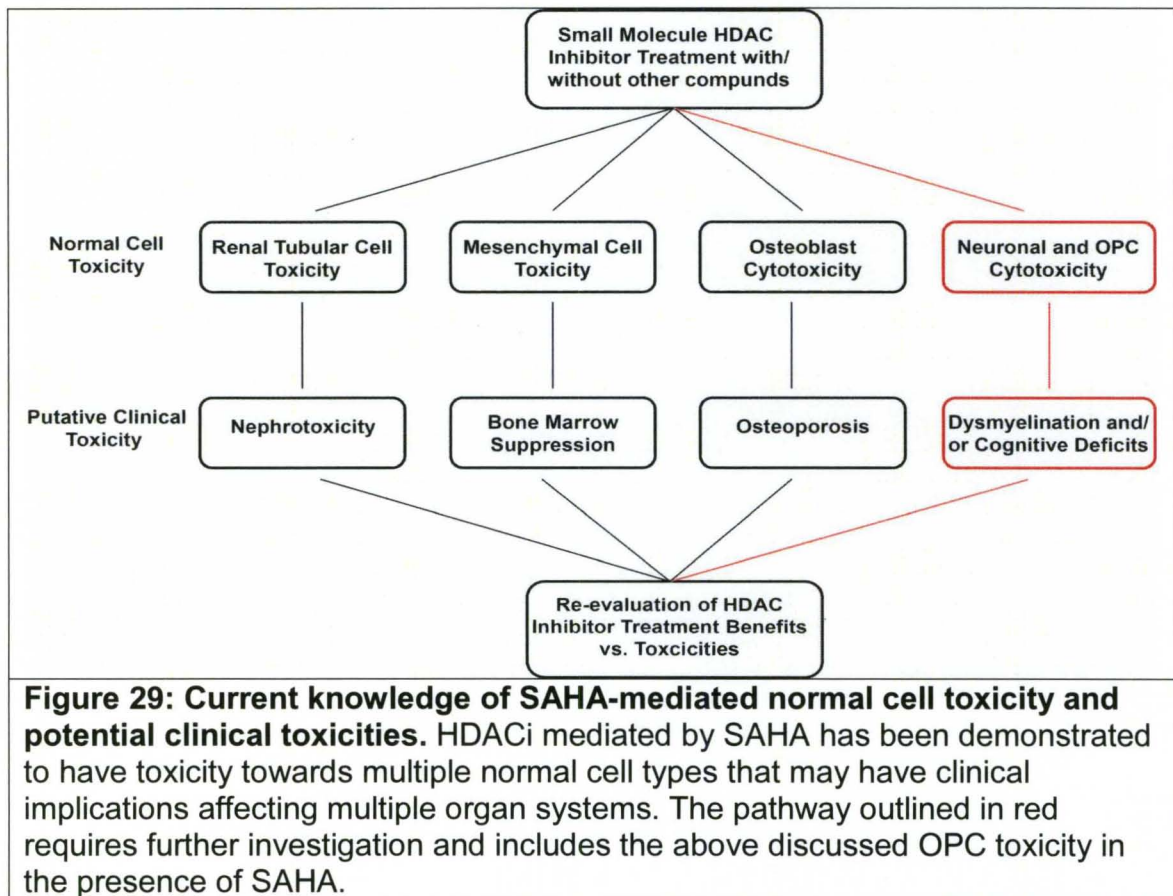 Small Molecule HDAC
Inhibitor Treatment with/
without other compunds
Normal Cell
Toxicity
Renal Tubular Cell
Toxicity
Mesenchymal Cell
Toxicity
Osteoblast
Cytotoxicity
Neuronal and OPC
Cytotoxicity
Putative Clinical
Toxicity
Nephrotoxicity
Bone Marrow
Suppression
Osteoporosis
Dysmyelination and/
or Cognitive Deficits
Re-evaluation of HDAC
Inhibitor Treatment Benefits
vs. Toxcicities
Figure 29: Current knowledge of SAHA-mediated normal cell toxicity and
potential clinical toxicities. HDACi mediated by SAHA has been demonstrated
to have toxicity towards multiple normal cell types that may have clinical
implications affecting multiple organ systems. The pathway outlined in red
requires further investigation and includes the above discussed OPC toxicity in
the presence of SAHA.